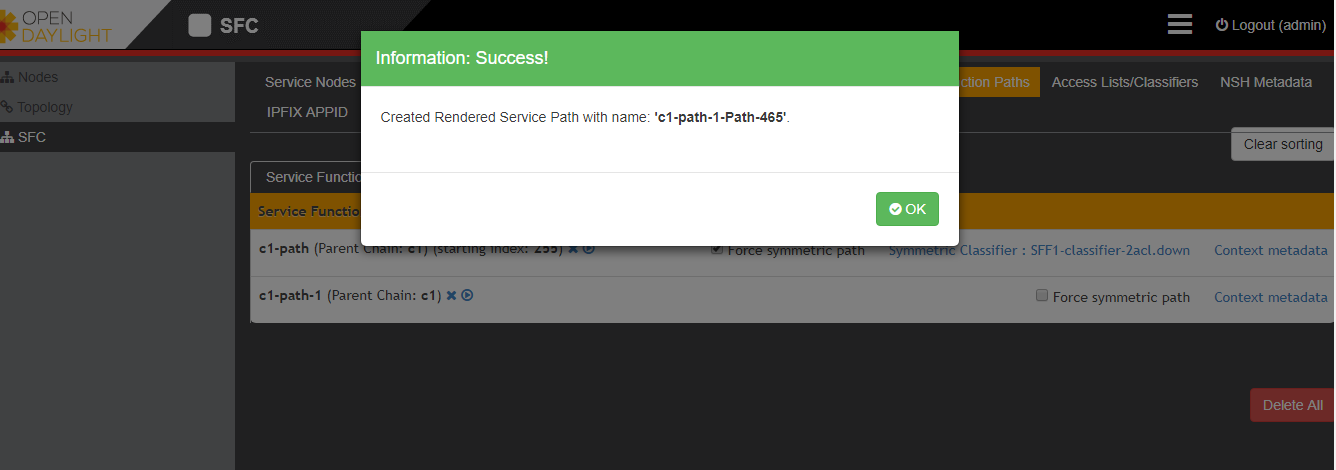 OPEN
DAYLIGHT
SFC
Logout (admin)
Information: Success!
Nodes
Topology
SFC
Service Nodes
ction Paths
Access Lists/Classifiers
NSH Metadata
IPFIX APPID
Created Rendered Service Path with name: 'c1-path-1-Path-465'.
Clear sorting
OK
Service Functio
Service Functio
c1-path (Parent Chain: c1) (starting index: 255)
Force symmetric path
Symmetric Classifier : SFF1-classifier-2acl.down
Context metadata
c1-path-1 (Parent Chain: c1)
Force symmetric path
Context metadata
Delete All